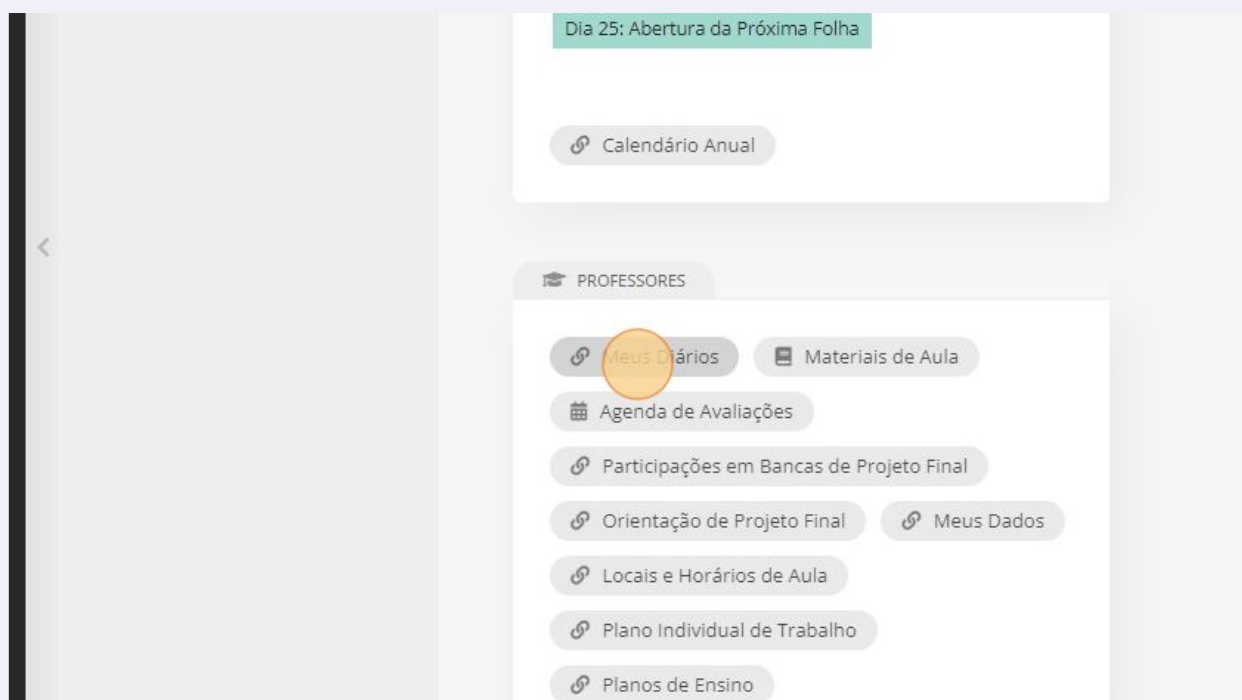 Dia 25: Abertura da Próxima Folha
Calendário Anual
PROFESSORES
Meus Diários Materiais de Aula
Agenda de Avaliações
Participações em Bancas de Projeto Final
Orientação de Projeto Final Meus Dados
Locais e Horários de Aula
Plano Individual de Trabalho
Planos de Ensino